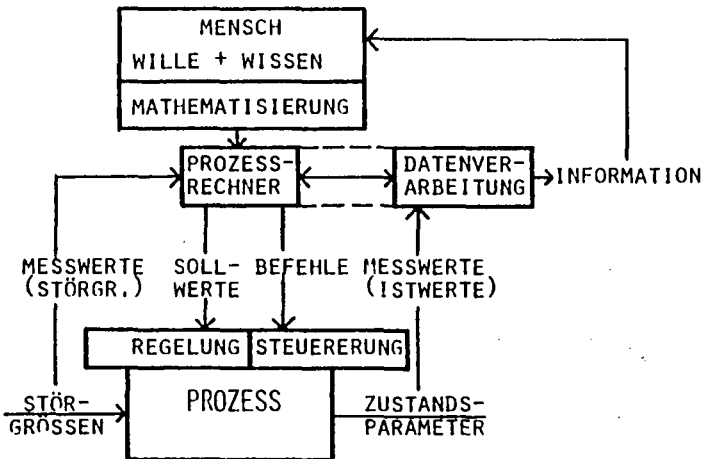 MENSCH
WILLE + WISSEN
MATHEMATISIERUNG
PROZESS-
RECHNER
DATENVER-
ARBEITUNG
INFORMATION
MESSWERTE
(STÖRGR.)
SOLL-
WERTE
BEFEHLE
MESSWERTE
(ISTWERTE)
REGELUNG
STEUERERUNG
PROZESS
STÖR-
GRÖSSEN
ZUSTANDS-
PARAMETER